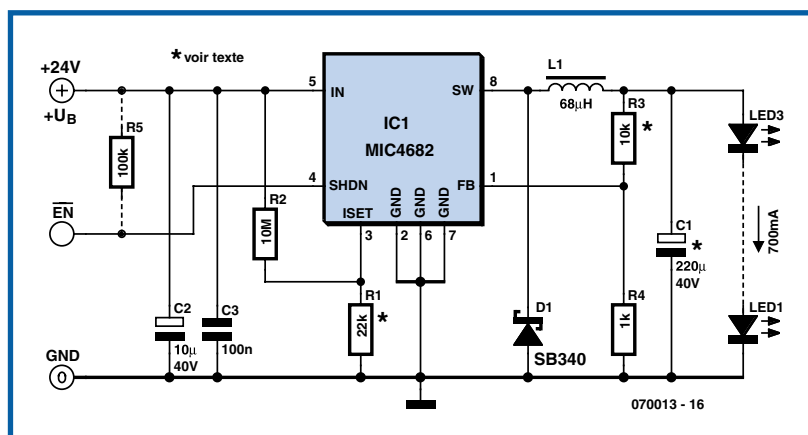 * voir texte
+24V
+UB
R5
100k
EN
C2
10µ
40V
C3
100n
GND
0
R2
10M
5
IN
4
SHDN
ISET
3
IC1
MIC4682
GND
GND
GND
2
6
7
SW
8
FB
1
R1
22k
*
L1
68µH
D1
SB340
R3
10k
*
R4
1k
C1
*
220µ
40V
LED3
700mA
LED1
070013 - 16